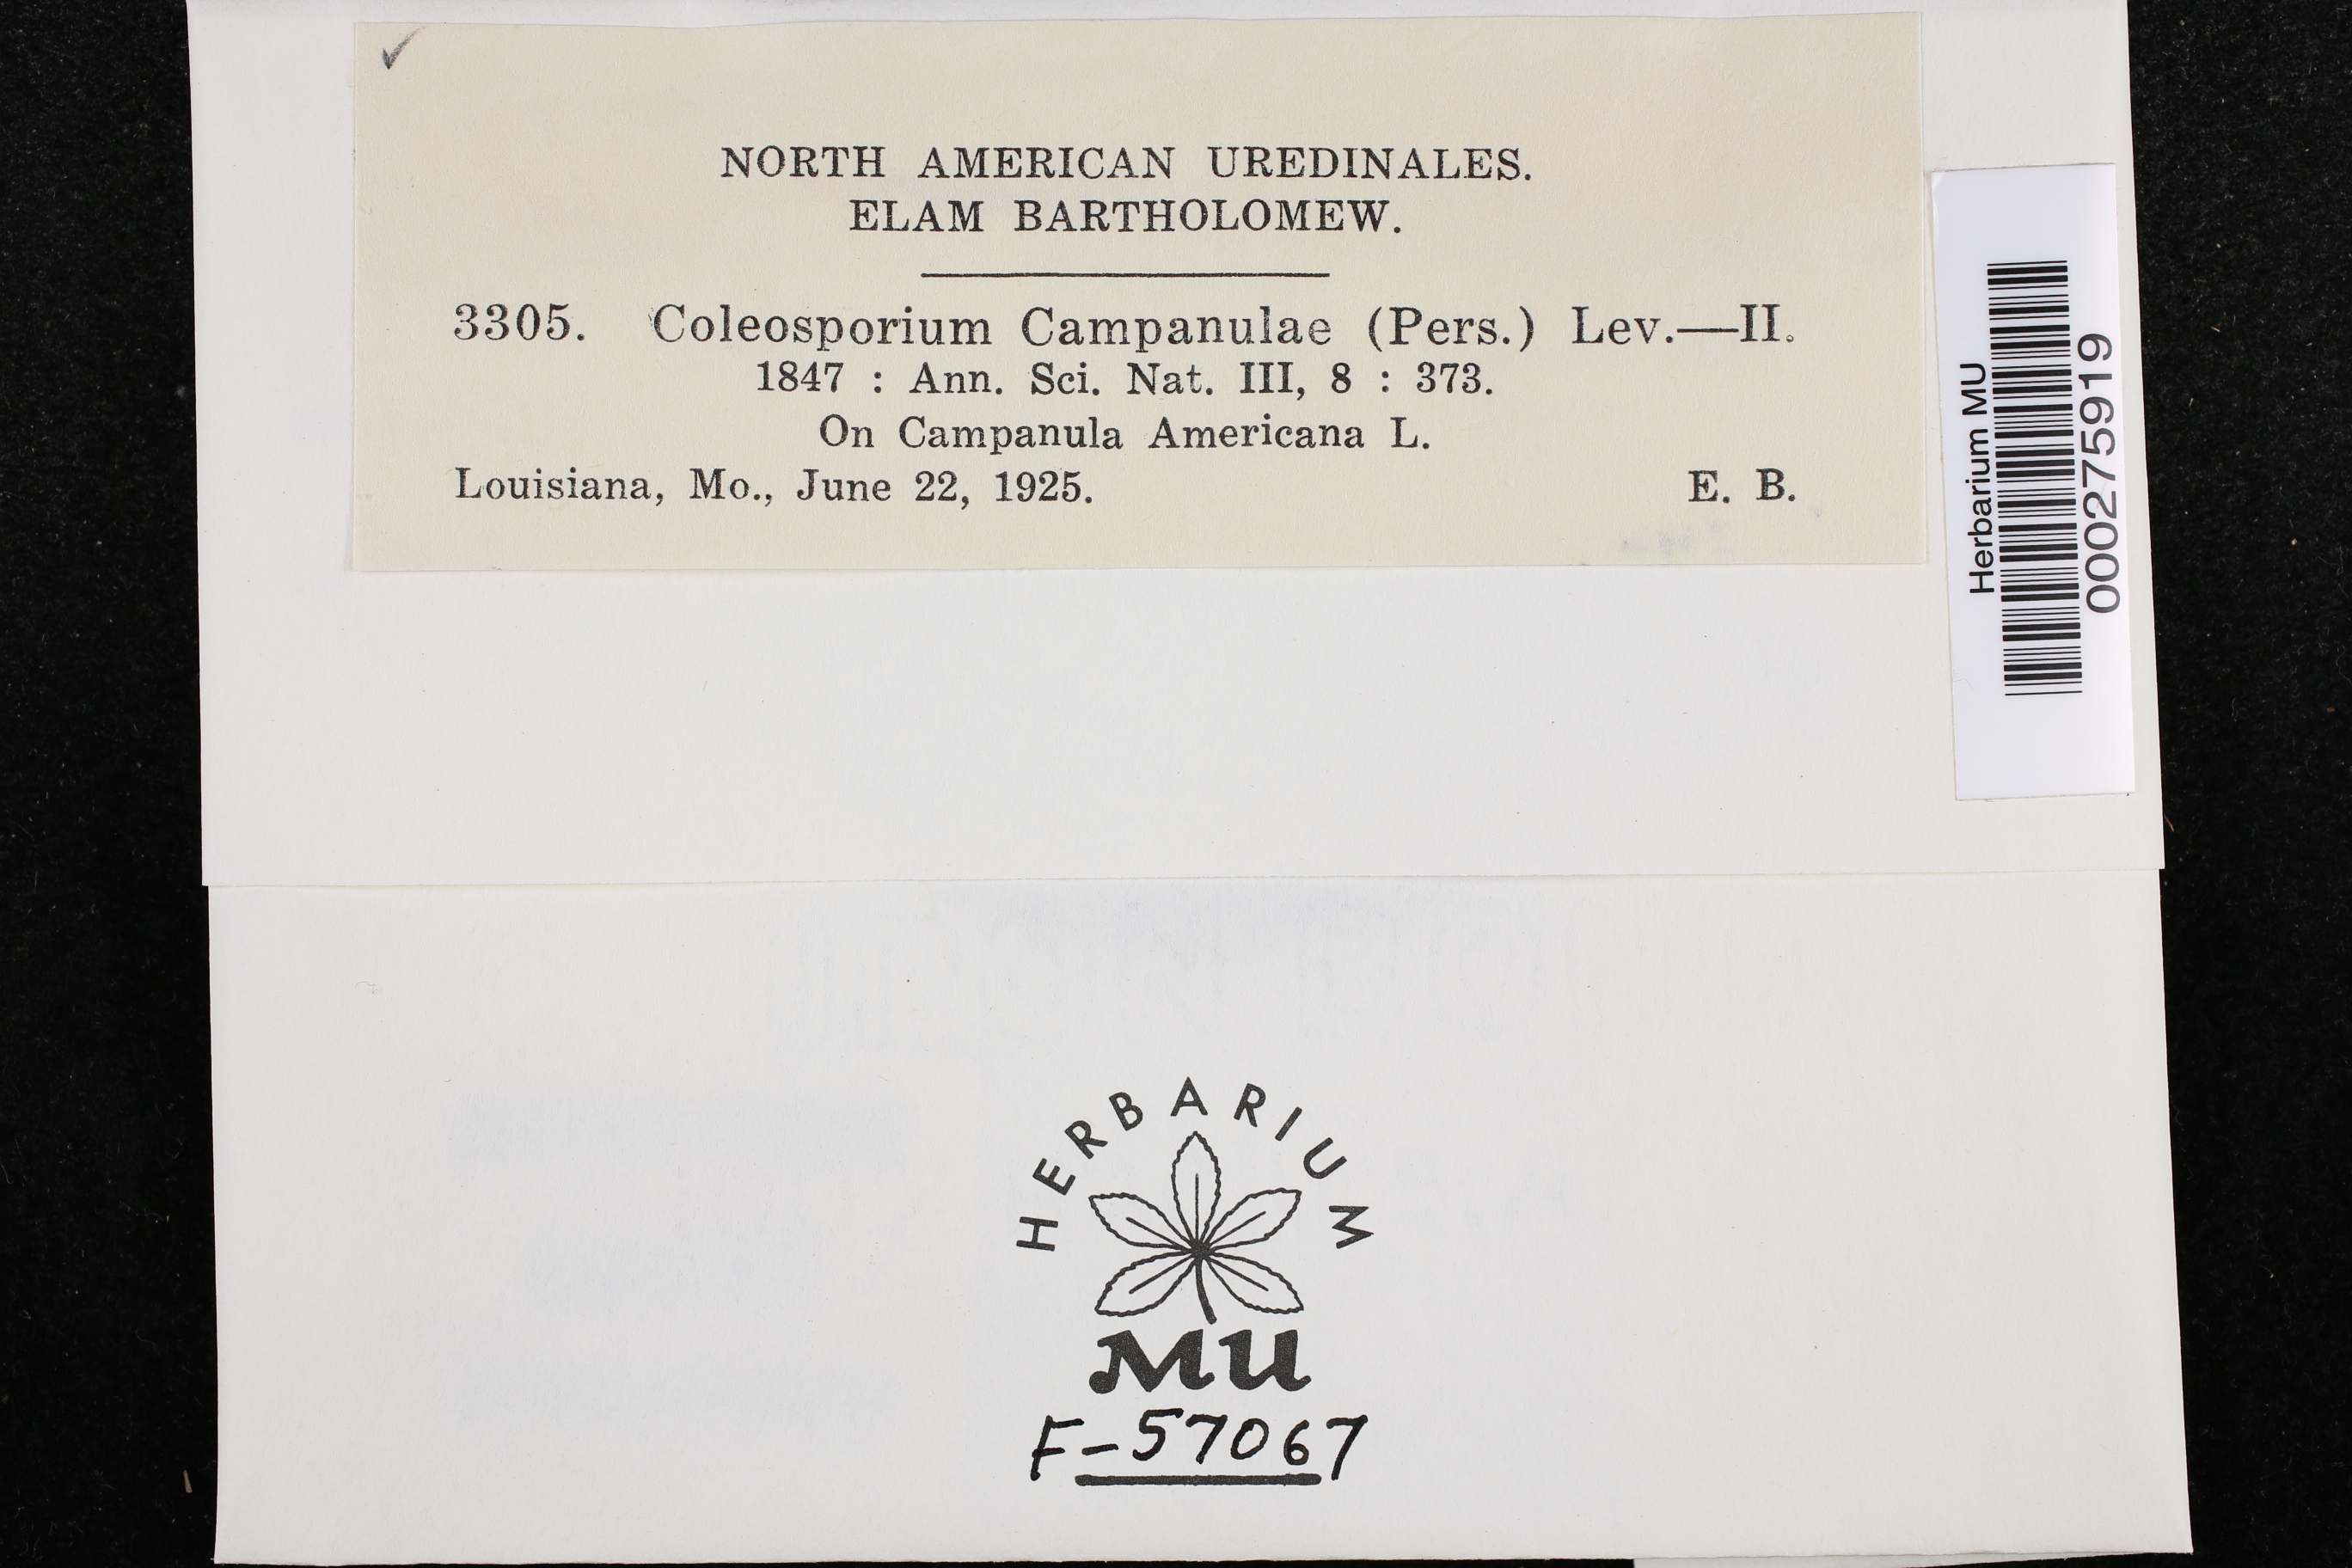 NORTH AMERICAN UREDINALES.
ELAM BARTHOLOMEW.
3305. Coleosporium Campanulae (Pers.) Lev.—II.
1847 : Ann. Sci. Nat. III, 8 : 373.
On Campanula Americana L.
Louisiana, Mo., June 22, 1925. E. B.
Herbarium MU
000275919
HERBARIUM
MU
F-57067